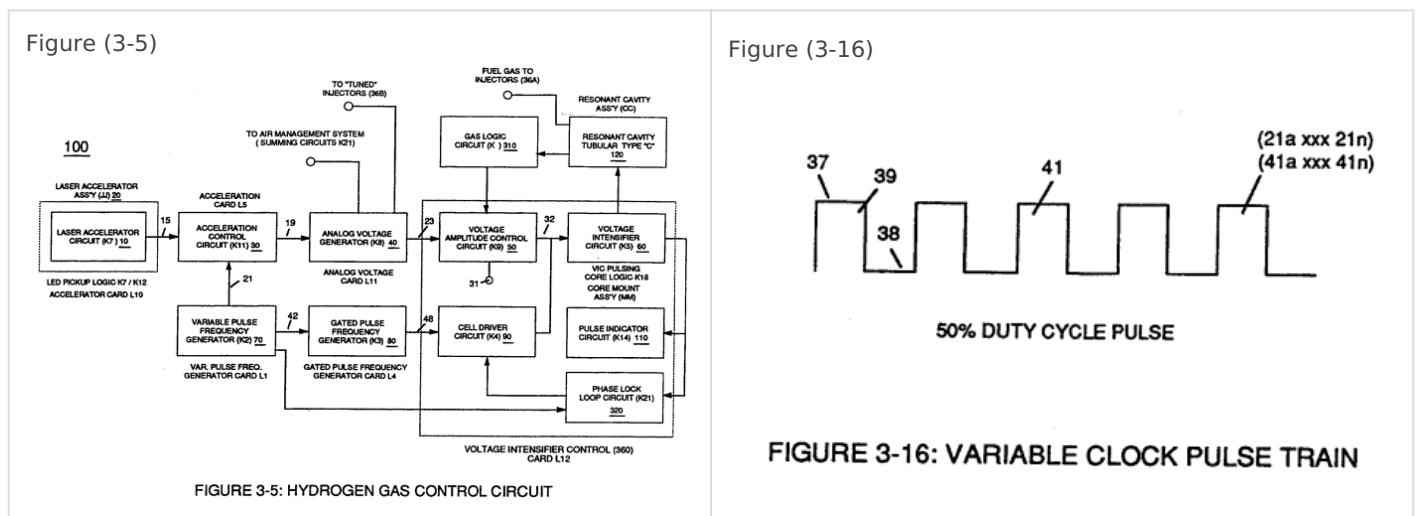 Figure (3-5)
TO "TUNED"
INJECTORS (36B)
FUEL GAS TO
INJECTORS (36A)
RESONANT CAVITY
ASS'Y (CC)
TO AIR MANAGEMENT SYSTEM
( SUMMING CIRCUITS K21)
GAS LOGIC
CIRCUIT (K ) 310
RESONANT CAVITY
TUBULAR TYPE "C"
120
100
LASER ACCELERATOR
ASS'Y (JJ) 20
ACCELERATION
CARD L5
LASER ACCELERATOR
CIRCUIT (K7 ) 10
15
ACCELERATION
CONTROL
CIRCUIT (K11) 30
19
ANALOG VOLTAGE
GENERATOR (K8) 40
23
VOLTAGE
AMPLITUDE CONTROL
CIRCUIT (K9) 50
32
VOLTAGE
INTENSIFIER
CIRCUIT (K5) 60
LED PICKUP LOGIC K7 / K12
ACCELERATOR CARD L10
21
ANALOG VOLTAGE
CARD L11
31
VIC PULSING
CORE LOGIC K18
CORE MOUNT
ASS'Y (MM)
VARIABLE PULSE
FREQUENCY
GENERATOR (K2) 70
42
GATED PULSE
FREQUENCY
GENERATOR (K3) 80
48
CELL DRIVER
CIRCUIT (K4) 90
PULSE INDICATOR
CIRCUIT (K14) 110
VAR. PULSE FREQ.
GENERATOR CARD L1
GATED PULSE FREQUENCY
GENERATOR CARD L4
PHASE LOCK
LOOP CIRCUIT (K21)
320
VOLTAGE INTENSIFIER CONTROL (360)
CARD L12
FIGURE 3-5: HYDROGEN GAS CONTROL CIRCUIT
Figure (3-16)
37
39
38
41
(21a xxx 21n)
(41a xxx 41n)
50% DUTY CYCLE PULSE
FIGURE 3-16: VARIABLE CLOCK PULSE TRAIN